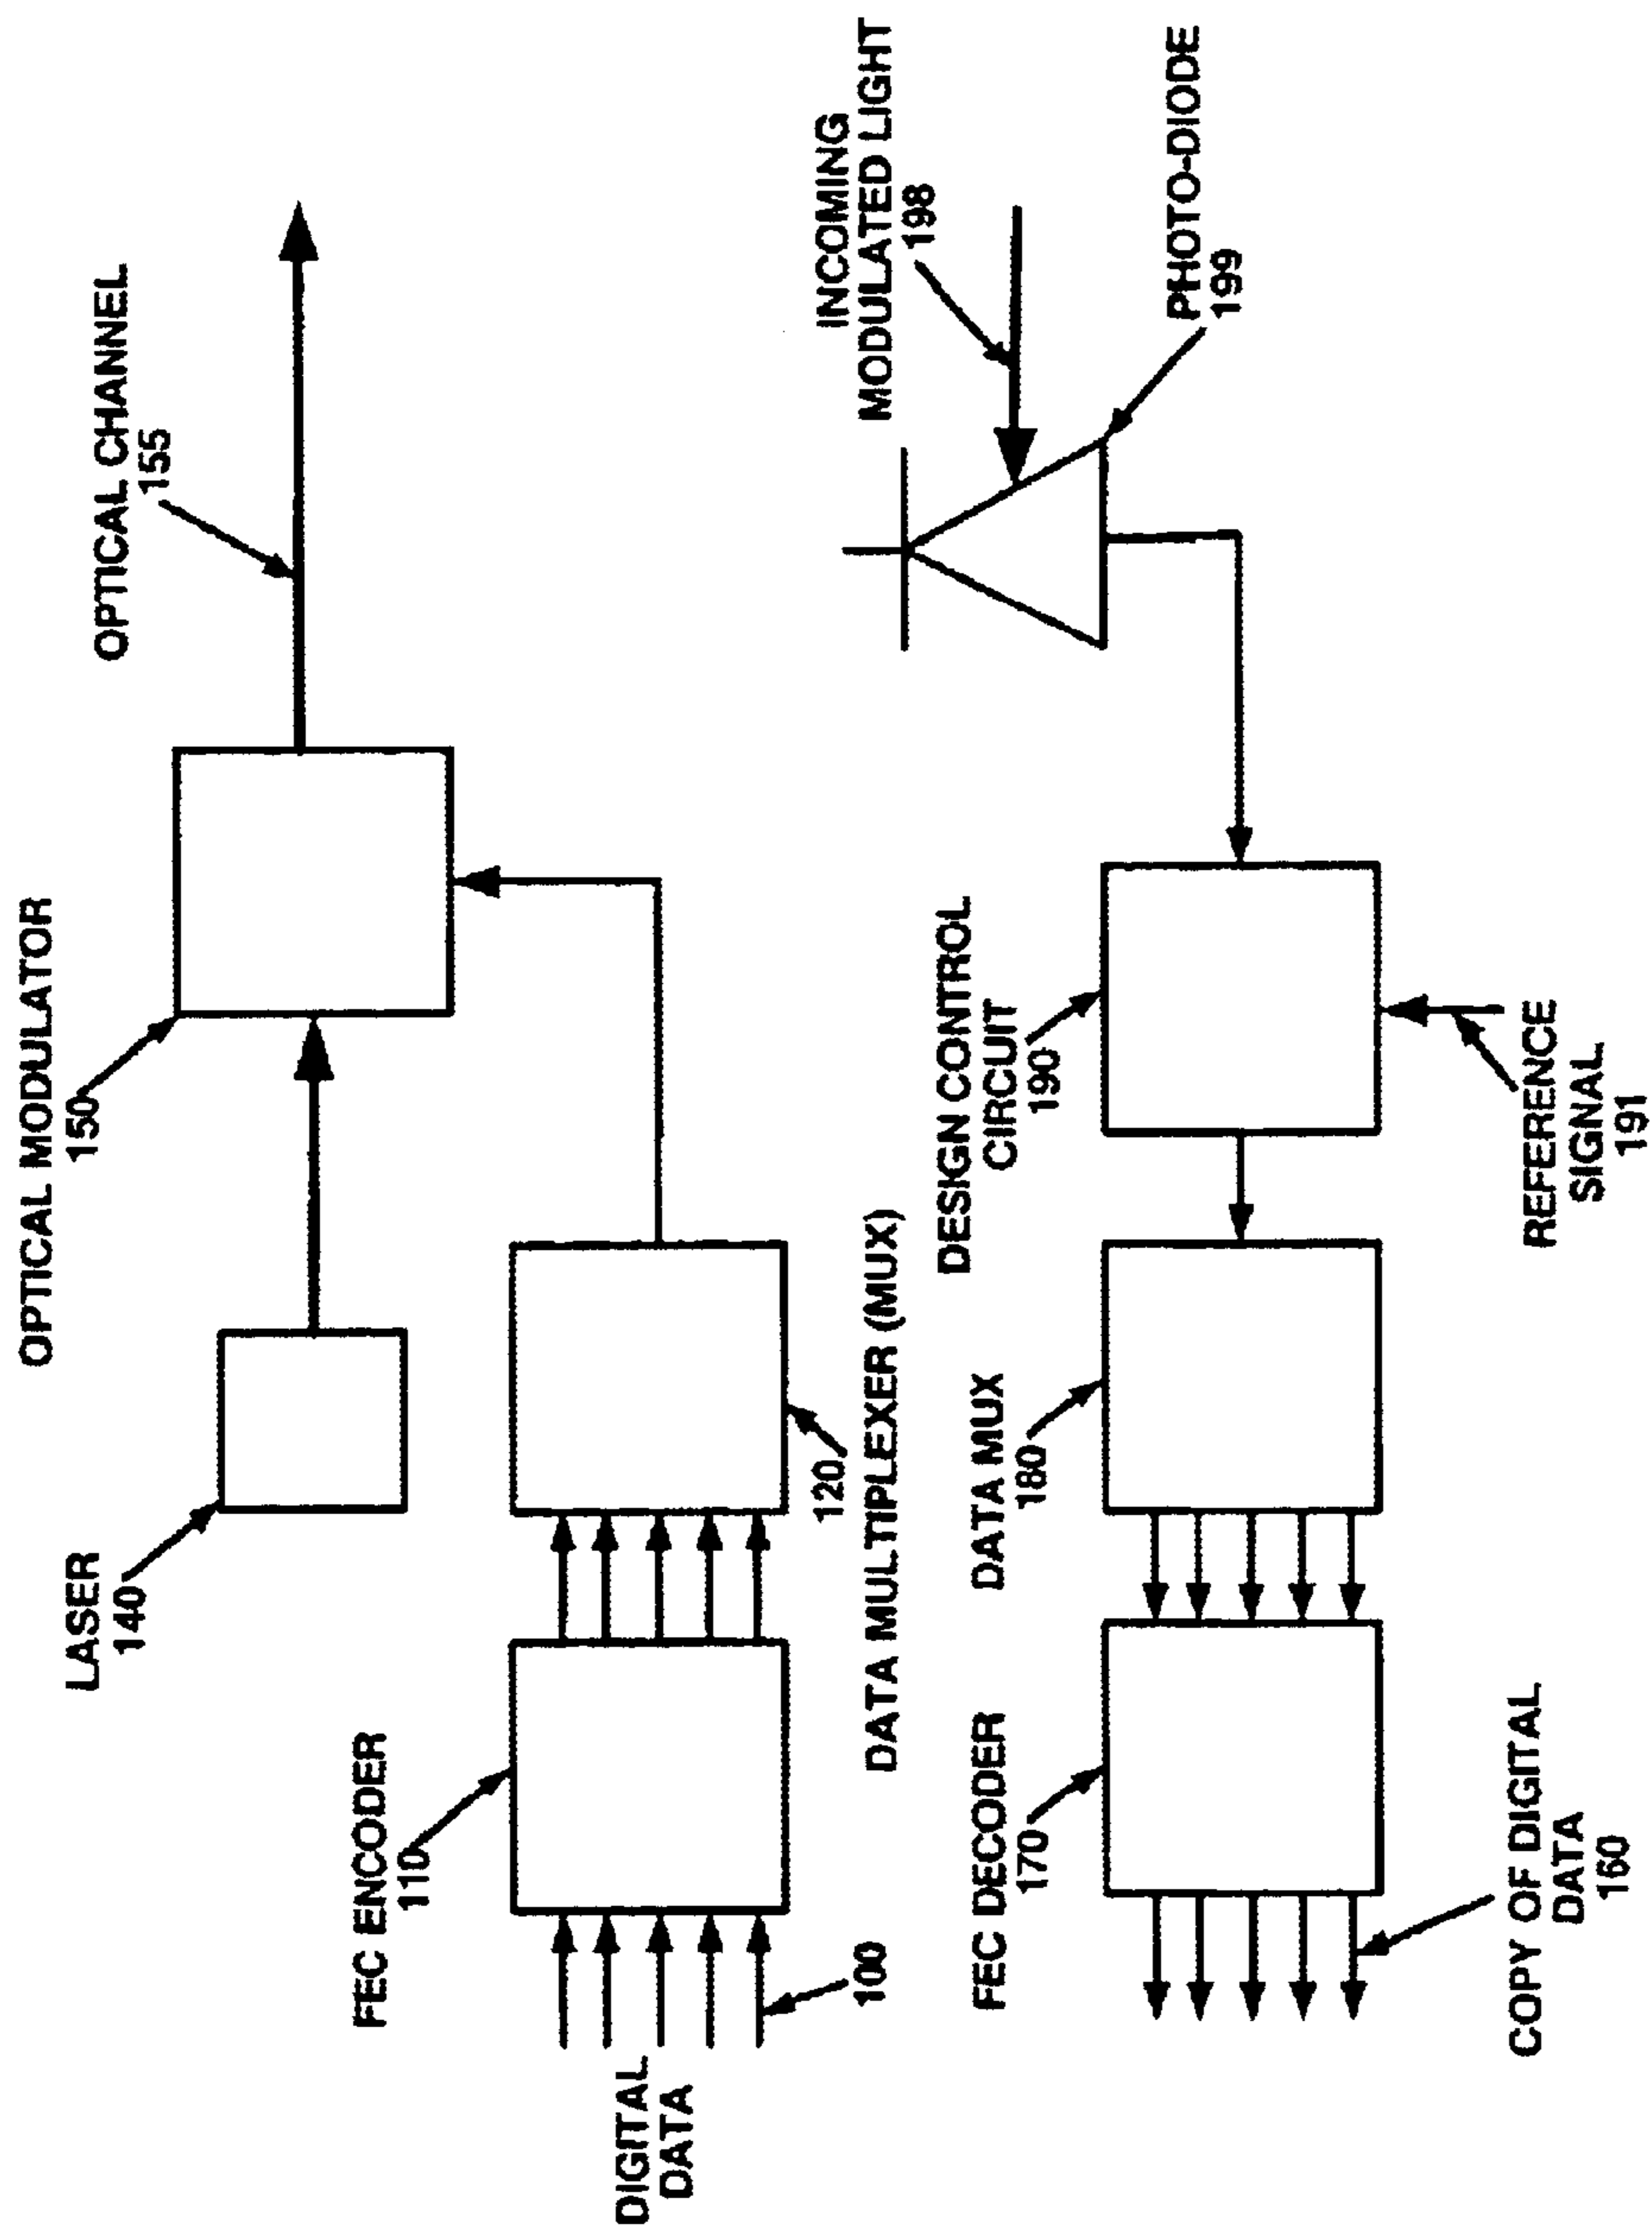 OPTICAL MODULATOR
150
OPTICAL CHANNEL
155
LASER
140
FEC ENCODER
110
DIGITAL
DATA
100
120
DATA MULTIPLEXER (MUX)
INCOMING
MODULATED LIGHT
198
PHOTO-DIODE
199
DESIGN CONTROL
CIRCUIT
190
DATA MUX
180
FEC DECODER
170
REFERENCE
SIGNAL
191
COPY OF DIGITAL
DATA
160